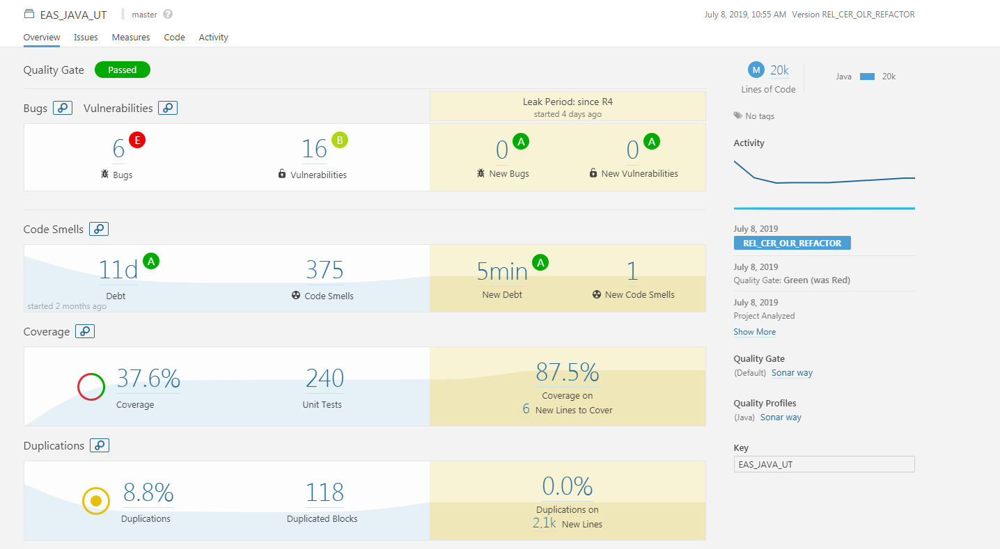 EAS_JAVA_UT master ? July 8, 2019, 10:55 AM Version REL_CER_OLR_REFACTOR
Overview Issues Measures Code Activity
Quality Gate Passed
Bugs Vulnerabilities
Leak Period: since R4
started 4 days ago
6 E 16 B 0 A 0 A
Bugs Vulnerabilities New Bugs New Vulnerabilities
Code Smells
11d A 375 5min A 1
Debt Code Smells New Debt New Code Smells
started 2 months ago
Coverage
37.6% 240 87.5%
Coverage Unit Tests Coverage on
6 New Lines to Cover
Duplications
8.8% 118 0.0%
Duplications Duplicated Blocks Duplications on
2.1k New Lines
M 20k Java 20k
Lines of Code
No tags
Activity
July 8, 2019
REL_CER_OLR_REFACTOR
July 8, 2019
Quality Gate: Green (was Red)
July 8, 2019
Project Analyzed
Show More
Quality Gate
(Default) Sonar way
Quality Profiles
(Java) Sonar way
Key
EAS_JAVA_UT